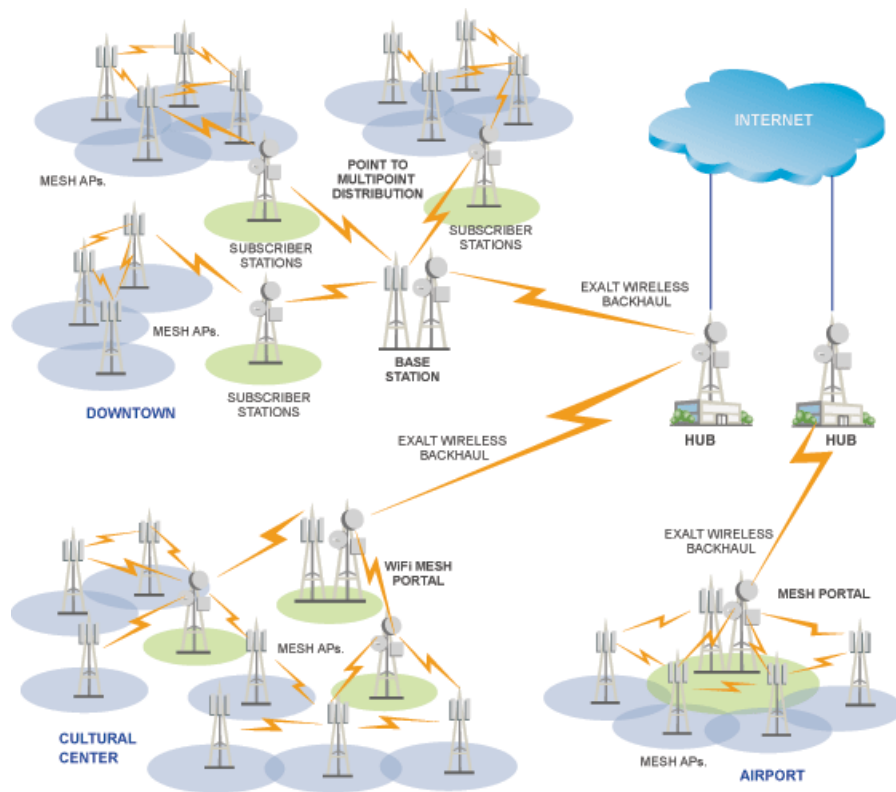 INTERNET
POINT TO
MULTIPOINT
DISTRIBUTION
MESH APs.
SUBSCRIBER
STATIONS
SUBSCRIBER
STATIONS
EXALT WIRELESS
BACKHAUL
MESH APs.
BASE
STATION
SUBSCRIBER
STATIONS
DOWNTOWN
HUB
HUB
EXALT WIRELESS
BACKHAUL
EXALT WIRELESS
BACKHAUL
WiFi MESH
PORTAL
MESH PORTAL
MESH APs.
CULTURAL
CENTER
MESH APs.
AIRPORT